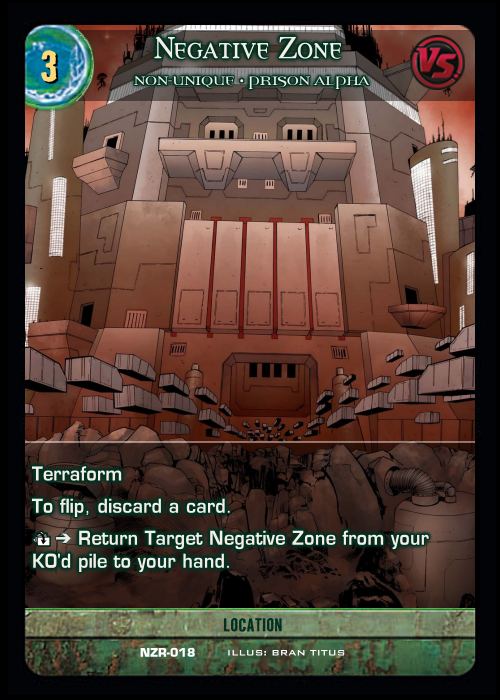 3
Negative Zone
VS
Non-Unique • Prison Alpha
Terraform
To flip, discard a card.
➔ Return Target Negative Zone from your
KO'd pile to your hand.
LOCATION
NZR-018 ILLUS: BRAN TITUS